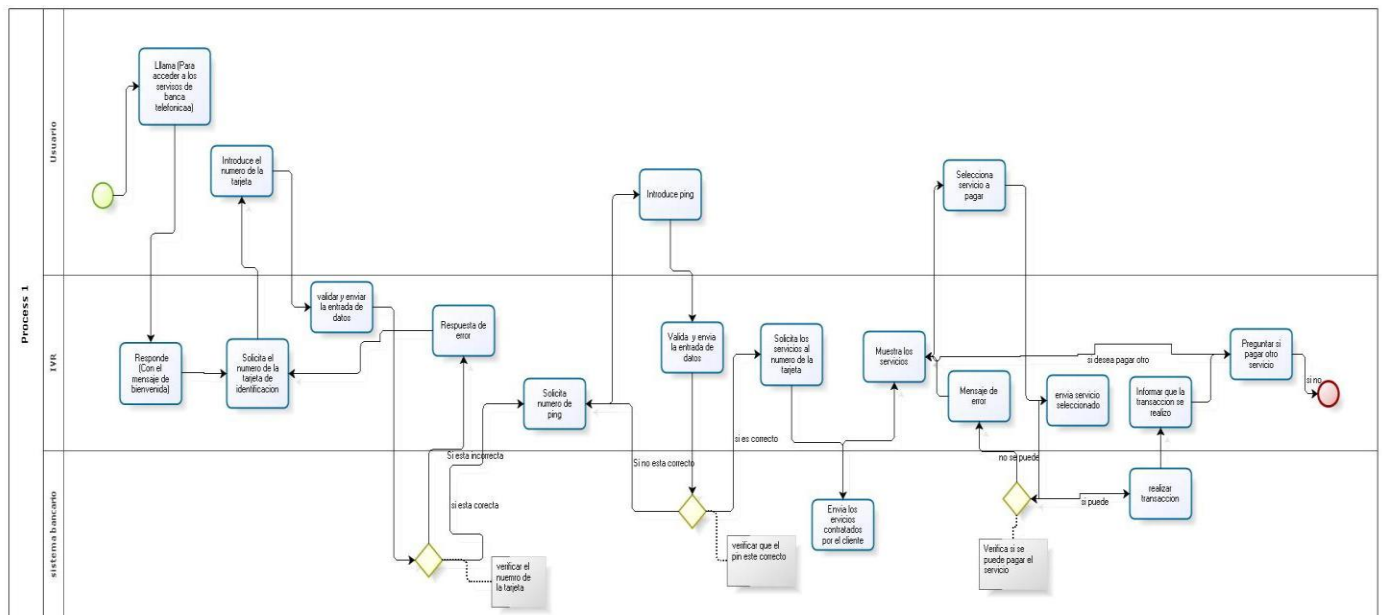 Process 1
Usuario
Lllama (Para
acceder a los
servisos de
banca
telefonicaa)
Introduce el
numero de la
tarjeta
Introduce ping
Selecciona
servicio a
pagar
IVR
Responde
(Con el
mensaje de
bienvenida)
Solicita el
numero de la
tarjeta de
identificacion
validar y enviar
la entrada de
datos
Respuesta de
error
Solicita
numero de
ping
Valida y envia
la entrada de
datos
Solicita los
servicios al
numero de la
tarjeta
Muestra los
servicios
Mensaje de
error
envia servicio
seleccionado
Informar que la
transaccion se
realizo
Preguntar si
pagar otro
servicio
si desea pagar otro
si no
si es correcto
sistema bancario
Si esta incorrecta
si esta corecta
Si no esta correcto
no se puede
si puede
Envia los
ervicios
contratados
por el cliente
realizar
transaccion
verificar el
nuemro de
la tarjeta
verificar que el
pin este correcto
Verifica si se
puede pagar el
servicio